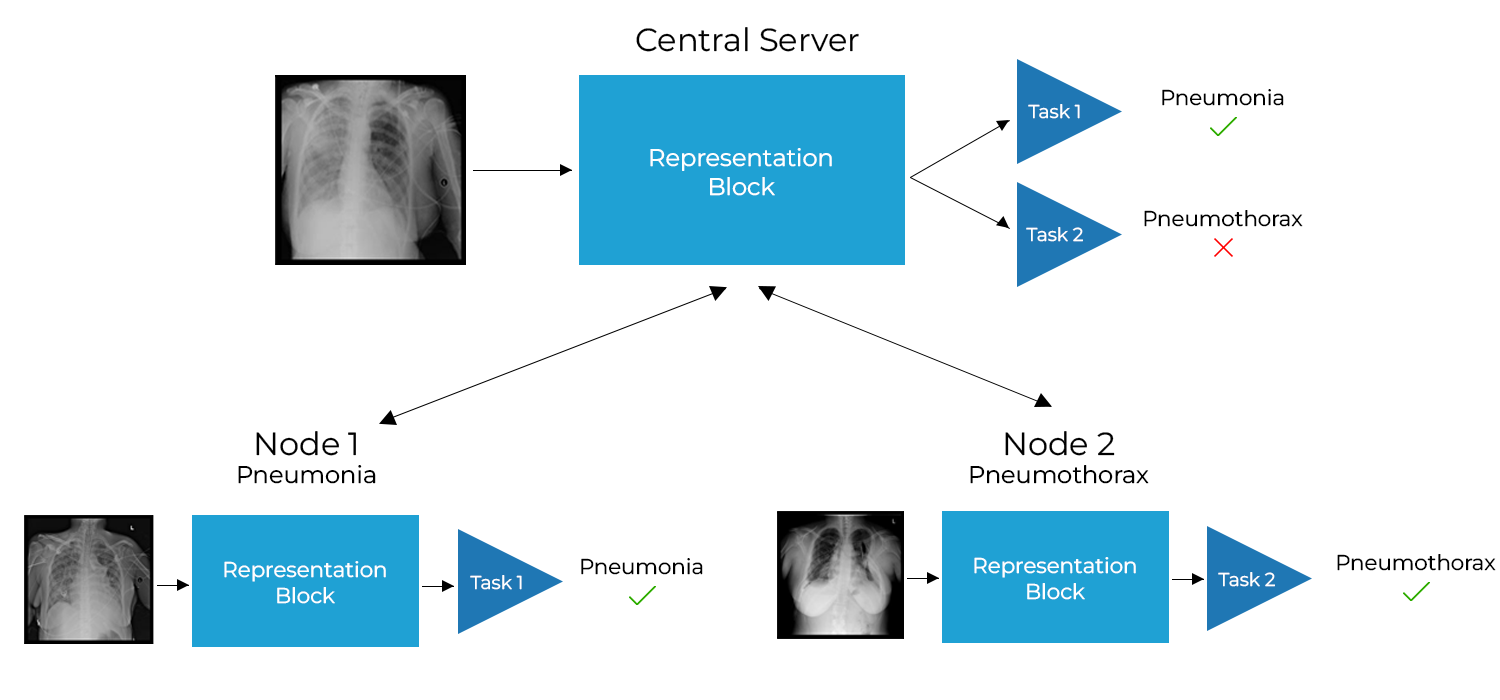 Central Server
Representation
Block
Task 1
Pneumonia
Task 2
Pneumothorax
Node 1
Pneumonia
Representation
Block
Task 1
Pneumonia
Node 2
Pneumothorax
Representation
Block
Task 2
Pneumothorax